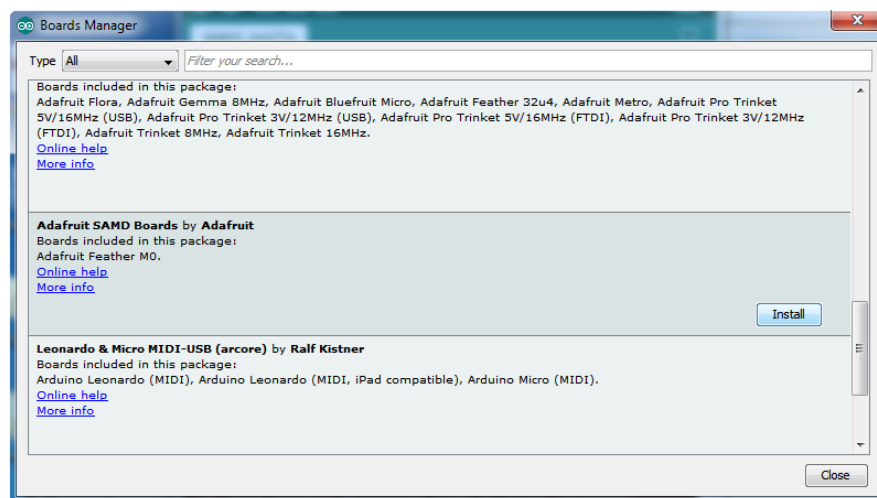 Boards Manager
Type All Filter your search...
Boards included in this package:
Adafruit Flora, Adafruit Gemma 8MHz, Adafruit Bluefruit Micro, Adafruit Feather 32u4, Adafruit Metro, Adafruit Pro Trinket
5V/16MHz (USB), Adafruit Pro Trinket 3V/12MHz (USB), Adafruit Pro Trinket 5V/16MHz (FTDI), Adafruit Pro Trinket 3V/12MHz
(FTDI), Adafruit Trinket 8MHz, Adafruit Trinket 16MHz.
Online help
More info
Adafruit SAMD Boards by Adafruit
Boards included in this package:
Adafruit Feather M0.
Online help
More info
Install
Leonardo & Micro MIDI-USB (arcore) by Ralf Kistner
Boards included in this package:
Arduino Leonardo (MIDI), Arduino Leonardo (MIDI, iPad compatible), Arduino Micro (MIDI).
Online help
More info
Close